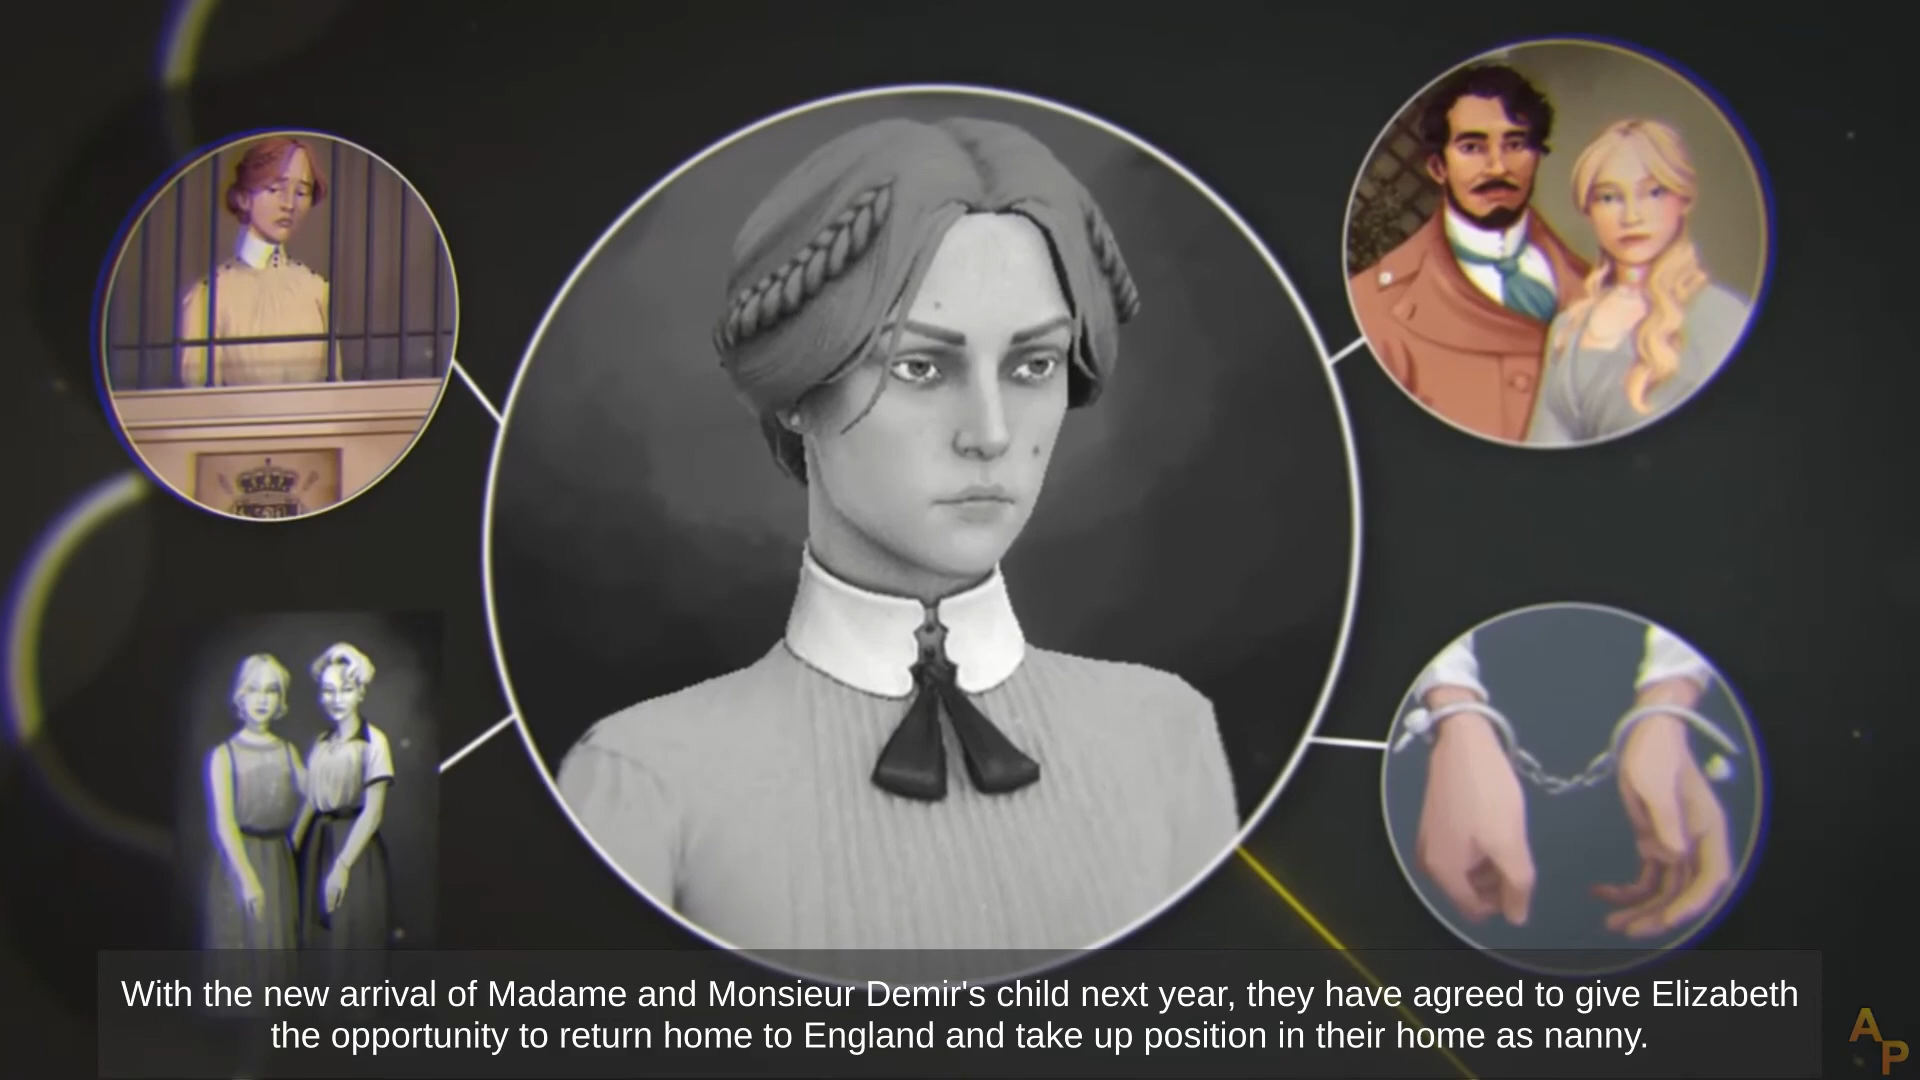 With the new arrival of Madame and Monsieur Demir's child next year, they have agreed to give Elizabeth
the opportunity to return home to England and take up position in their home as nanny.
A
P